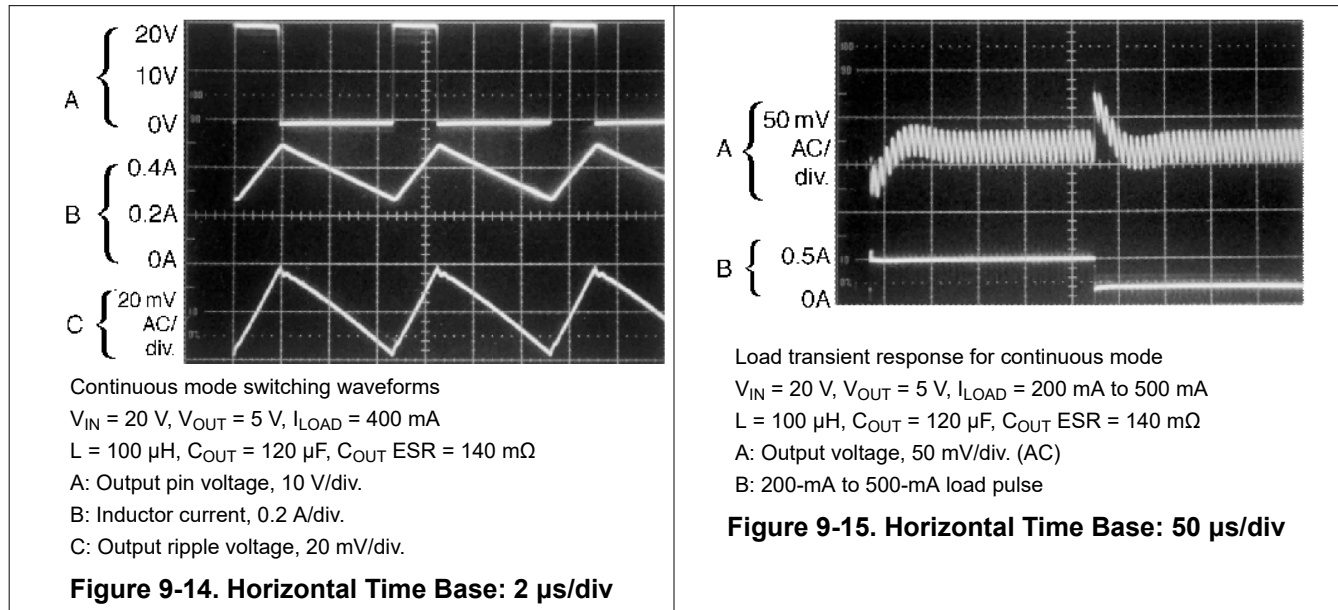 20V
10V
A
0V
0.4A
B
0.2A
0A
20 mV
C
AC/
div.
Continuous mode switching waveforms
V_IN = 20 V, V_OUT = 5 V, I_LOAD = 400 mA
L = 100 μH, C_OUT = 120 μF, C_OUT ESR = 140 mΩ
A: Output pin voltage, 10 V/div.
B: Inductor current, 0.2 A/div.
C: Output ripple voltage, 20 mV/div.
Figure 9-14. Horizontal Time Base: 2 μs/div
100
90
50 mV
A
AC/
div.
0.5A
10
B
0A
Load transient response for continuous mode
V_IN = 20 V, V_OUT = 5 V, I_LOAD = 200 mA to 500 mA
L = 100 μH, C_OUT = 120 μF, C_OUT ESR = 140 mΩ
A: Output voltage, 50 mV/div. (AC)
B: 200-mA to 500-mA load pulse
Figure 9-15. Horizontal Time Base: 50 μs/div